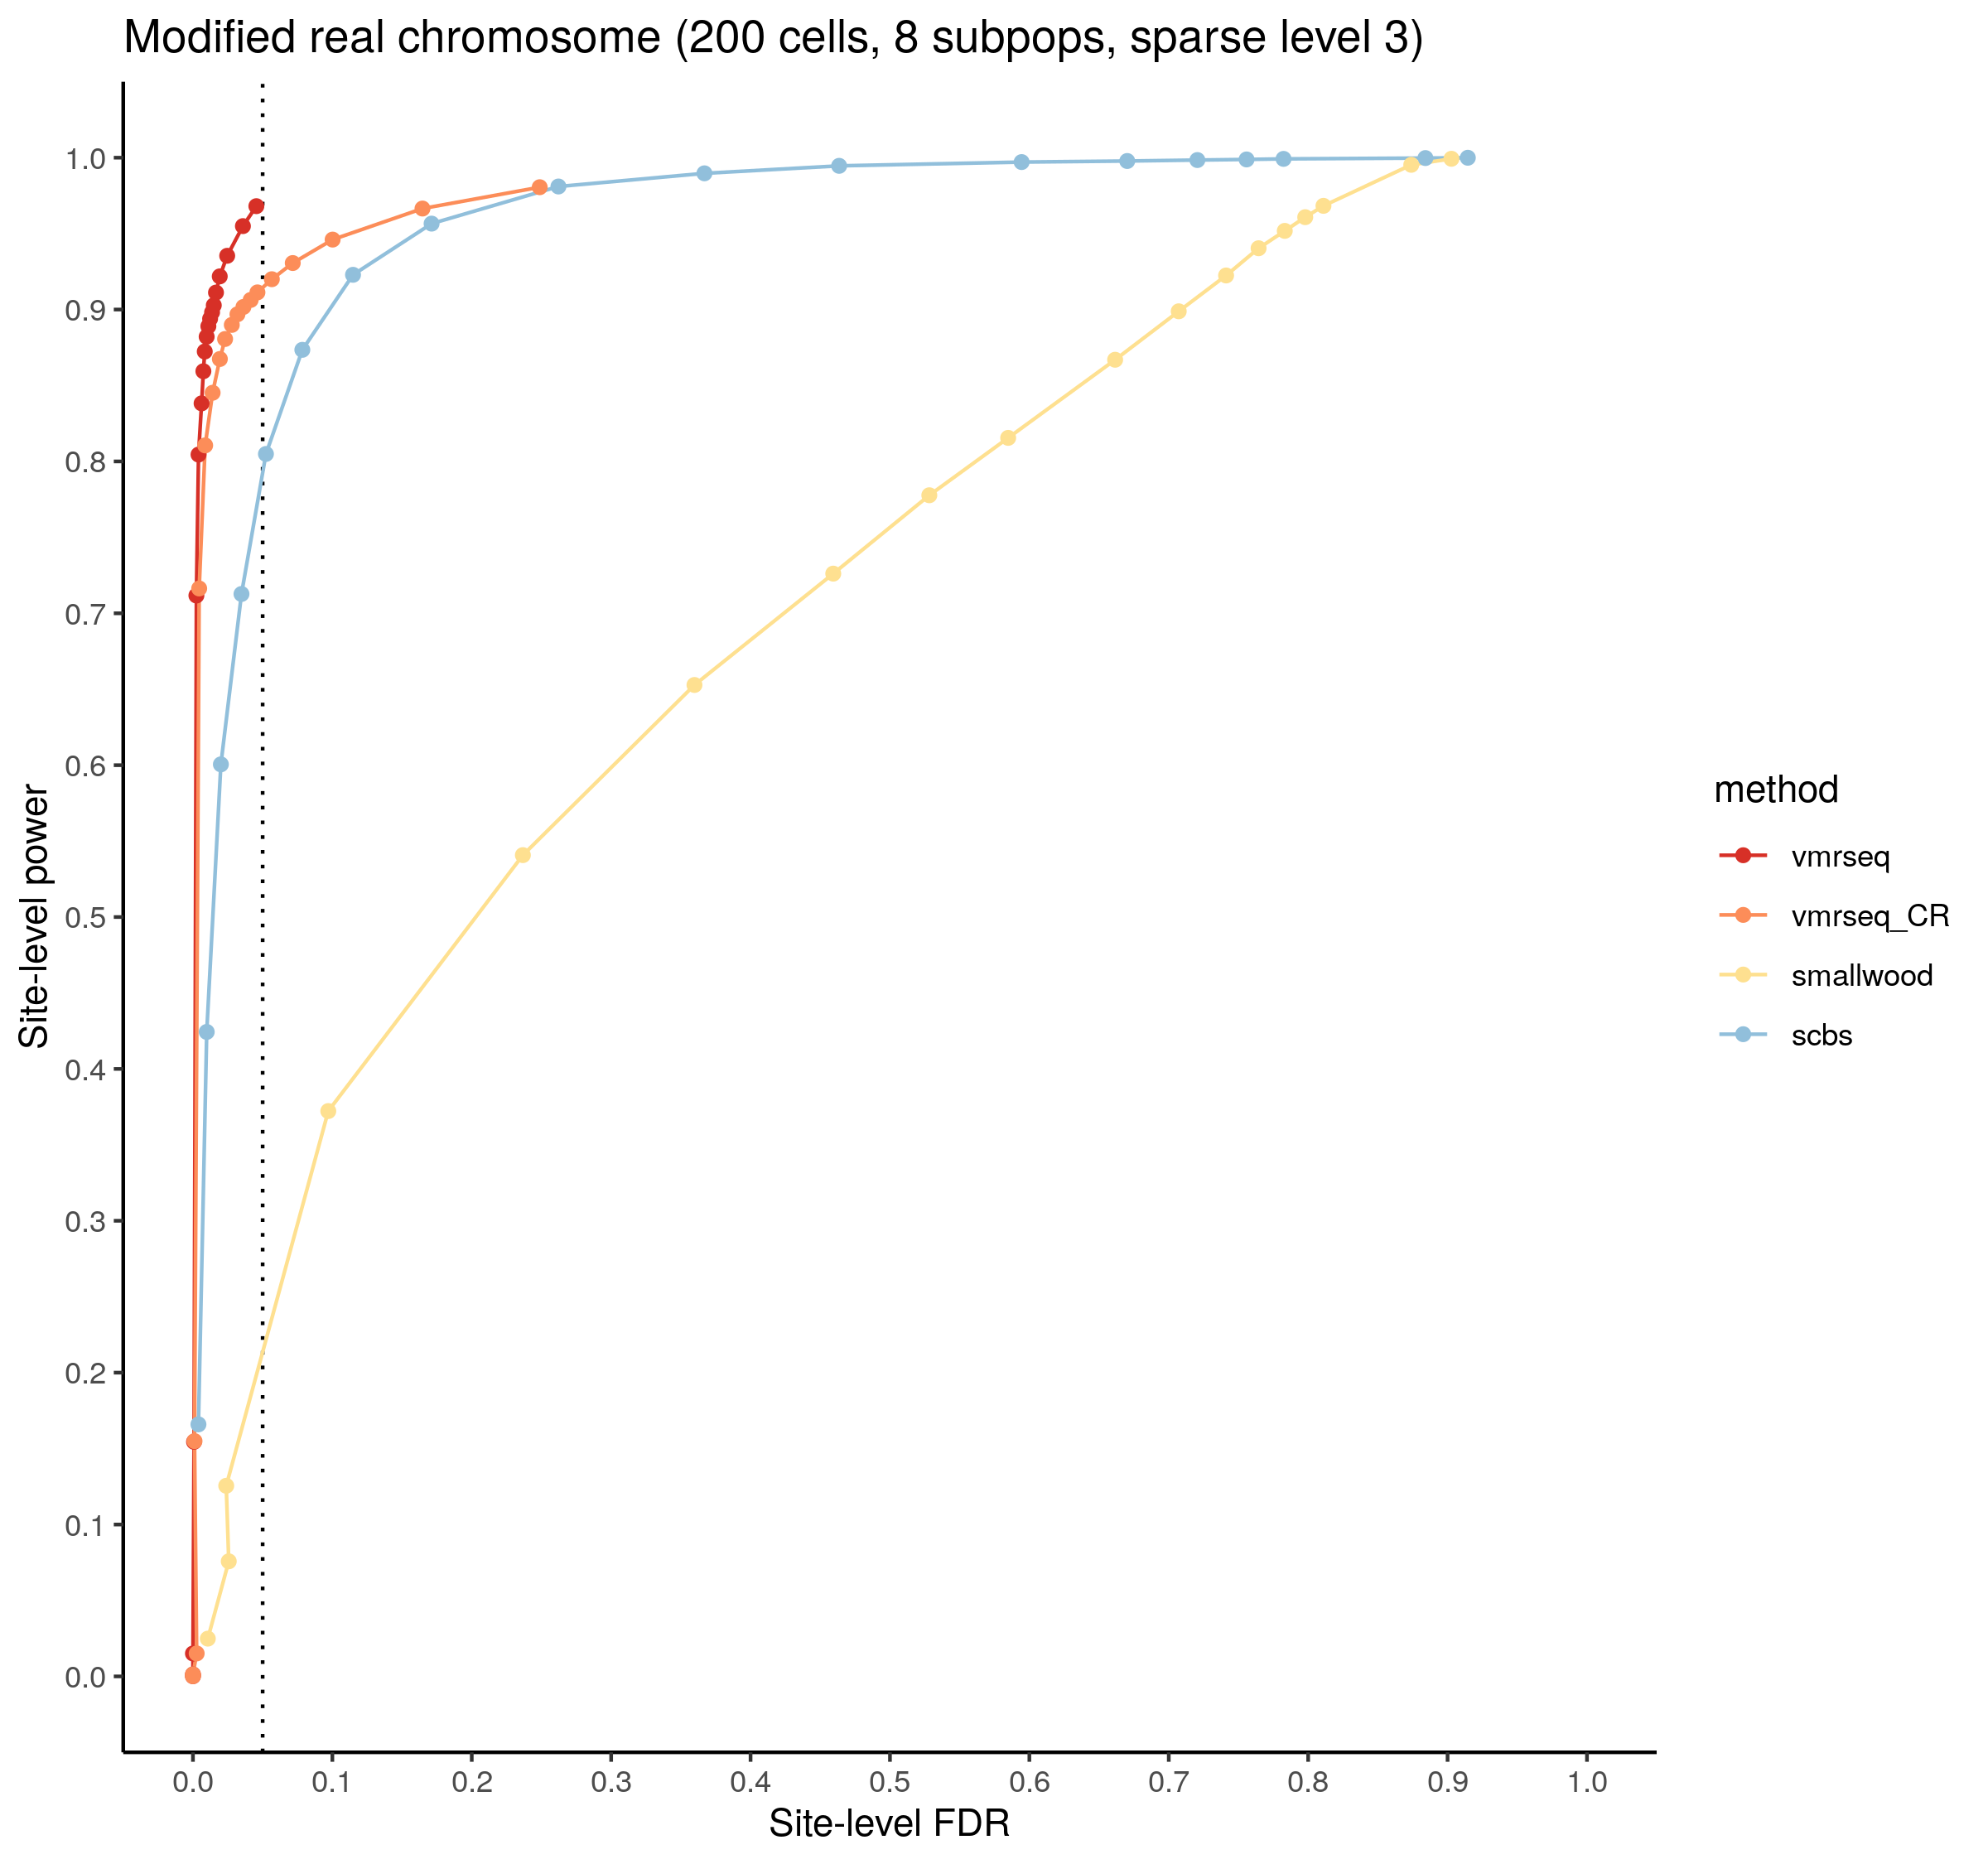 Modified real chromosome (200 cells, 8 subpops, sparse level 3)
Site-level power
1.0
0.9
0.8
0.7
0.6
0.5
0.4
0.3
0.2
0.1
0.0
0.0 0.1 0.2 0.3 0.4 0.5 0.6 0.7 0.8 0.9 1.0
Site-level FDR
method
vmrseq
vmrseq_CR
smallwood
scbs